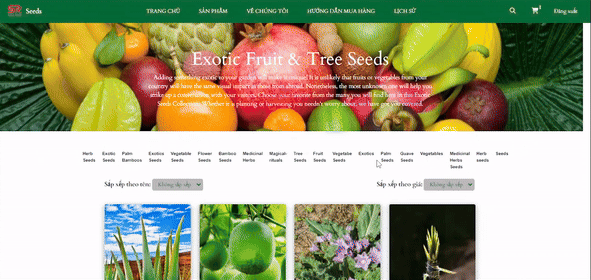 Seeds
TRANG CHỦ
SẢN PHẨM
VỀ CHÚNG TÔI
HƯỚNG DẪN MUA HÀNG
LỊCH SỬ
1
Đăng xuất
Exotic Fruit & Tree Seeds
Adding something exotic to your garden will make it unique! It is unlikely that fruits or vegetables from your
country will have the same visual impact as those from abroad. Nonetheless, the most unknown one will help you
strike up a conversation with your visitors. Choose your favorite from the many you will find here in this Exotic
Seeds Collection. Whether it is planting or harvesting you needn't worry about, we have got you covered.
Herb Seeds
Exotic Seeds
Palm Bamboos
Exotics Seeds
Vegetable Seeds
Flower Seeds
Bamboo Seeds
Medicinal Herbs
Magical-rituals
Tree Seeds
Fruit Seeds
Vegetabe Seeds
Exotics
Palm Seeds
Guava Seeds
Vegetables
Medicinal Herbs Seeds
Herb seeds
Seeds
Sắp xếp theo tên:
Không sắp xếp
Sắp xếp theo giá:
Không sắp xếp